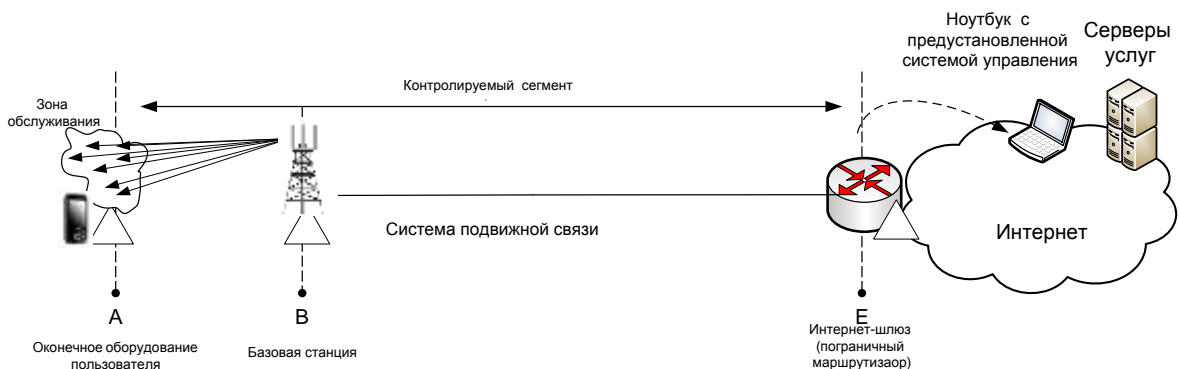 Ноутбук с
предустановленной
системой управления
Серверы
услуг
Контролируемый сегмент
Зона
обслуживания
Система подвижной связи
Интернет
A
B
E
Оконечное оборудование
пользователя
Базовая станция
Интернет-шлюз
(пограничный
маршрутизаор)